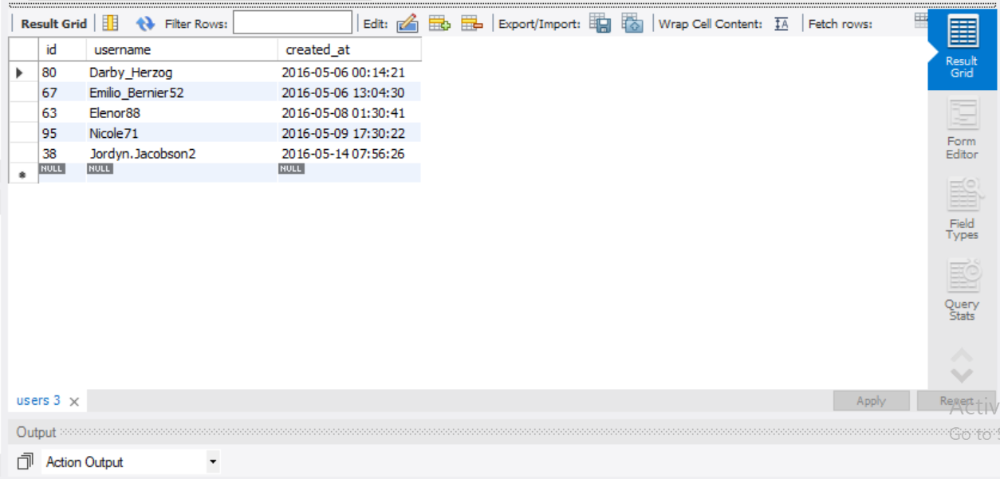 Result Grid Filter Rows: Edit: Export/Import: Wrap Cell Content: IA Fetch rows:
id username created_at
80 Darby_Herzog 2016-05-06 00:14:21
67 Emilio_Bernier52 2016-05-06 13:04:30
63 Elenor88 2016-05-08 01:30:41
95 Nicole71 2016-05-09 17:30:22
38 Jordyn.Jacobson2 2016-05-14 07:56:26
NULL NULL NULL
Result
Grid
Form
Editor
Field
Types
Query
Stats
users 3
Apply Revert
Activ
Go to S
Output
Action Output